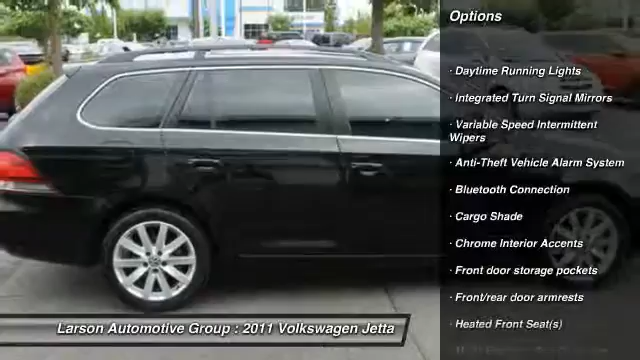 Options
· Daytime Running Lights
· Integrated Turn Signal Mirrors
· Variable Speed Intermittent
Wipers
· Anti-Theft Vehicle Alarm System
· Bluetooth Connection
· Cargo Shade
· Chrome Interior Accents
· Front door storage pockets
· Front/rear door armrests
· Heated Front Seat(s)
Larson Automotive Group : 2011 Volkswagen Jetta